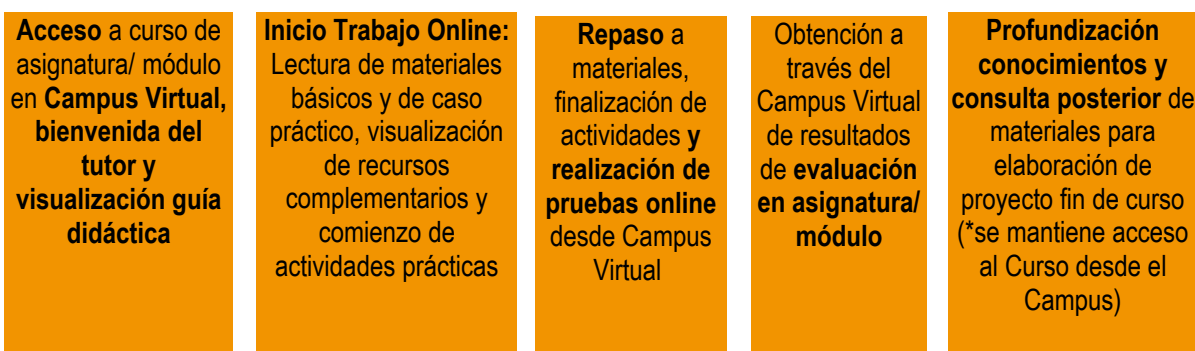 Acceso a curso de
asignatura/ módulo
en Campus Virtual,
bienvenida del
tutor y
visualización guía
didáctica
Inicio Trabajo Online:
Lectura de materiales
básicos y de caso
práctico, visualización
de recursos
complementarios y
comienzo de
actividades prácticas
Repaso a
materiales,
finalización de
actividades y
realización de
pruebas online
desde Campus
Virtual
Obtención a
través del
Campus Virtual
de resultados
de evaluación
en asignatura/
módulo
Profundización
conocimientos y
consulta posterior de
materiales para
elaboración de
proyecto fin de curso
(*se mantiene acceso
al Curso desde el
Campus)